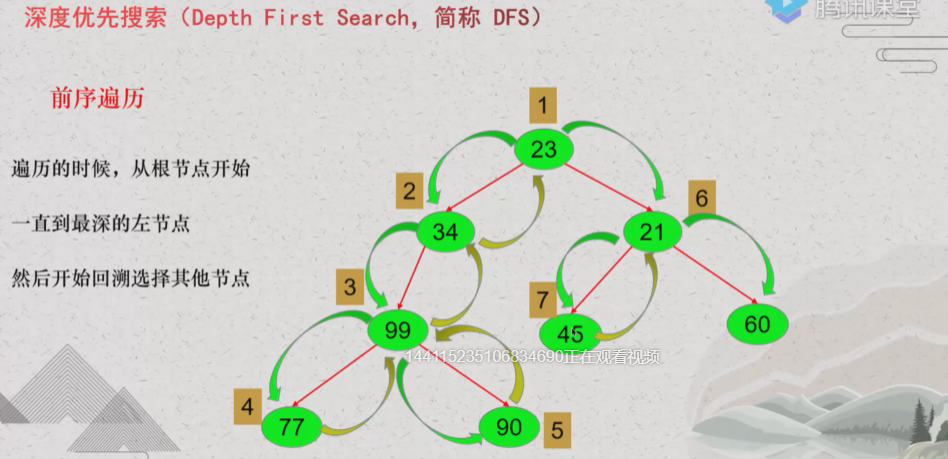 深度优先搜索（Depth First Search，简称 DFS）
腾讯课堂
前序遍历
1
23
遍历的时候，从根节点开始
2
6
一直到最深的左节点
34
21
然后开始回溯选择其他节点
3
7
99
45
60
144115235106834690正在观看视频
4
77
90
5